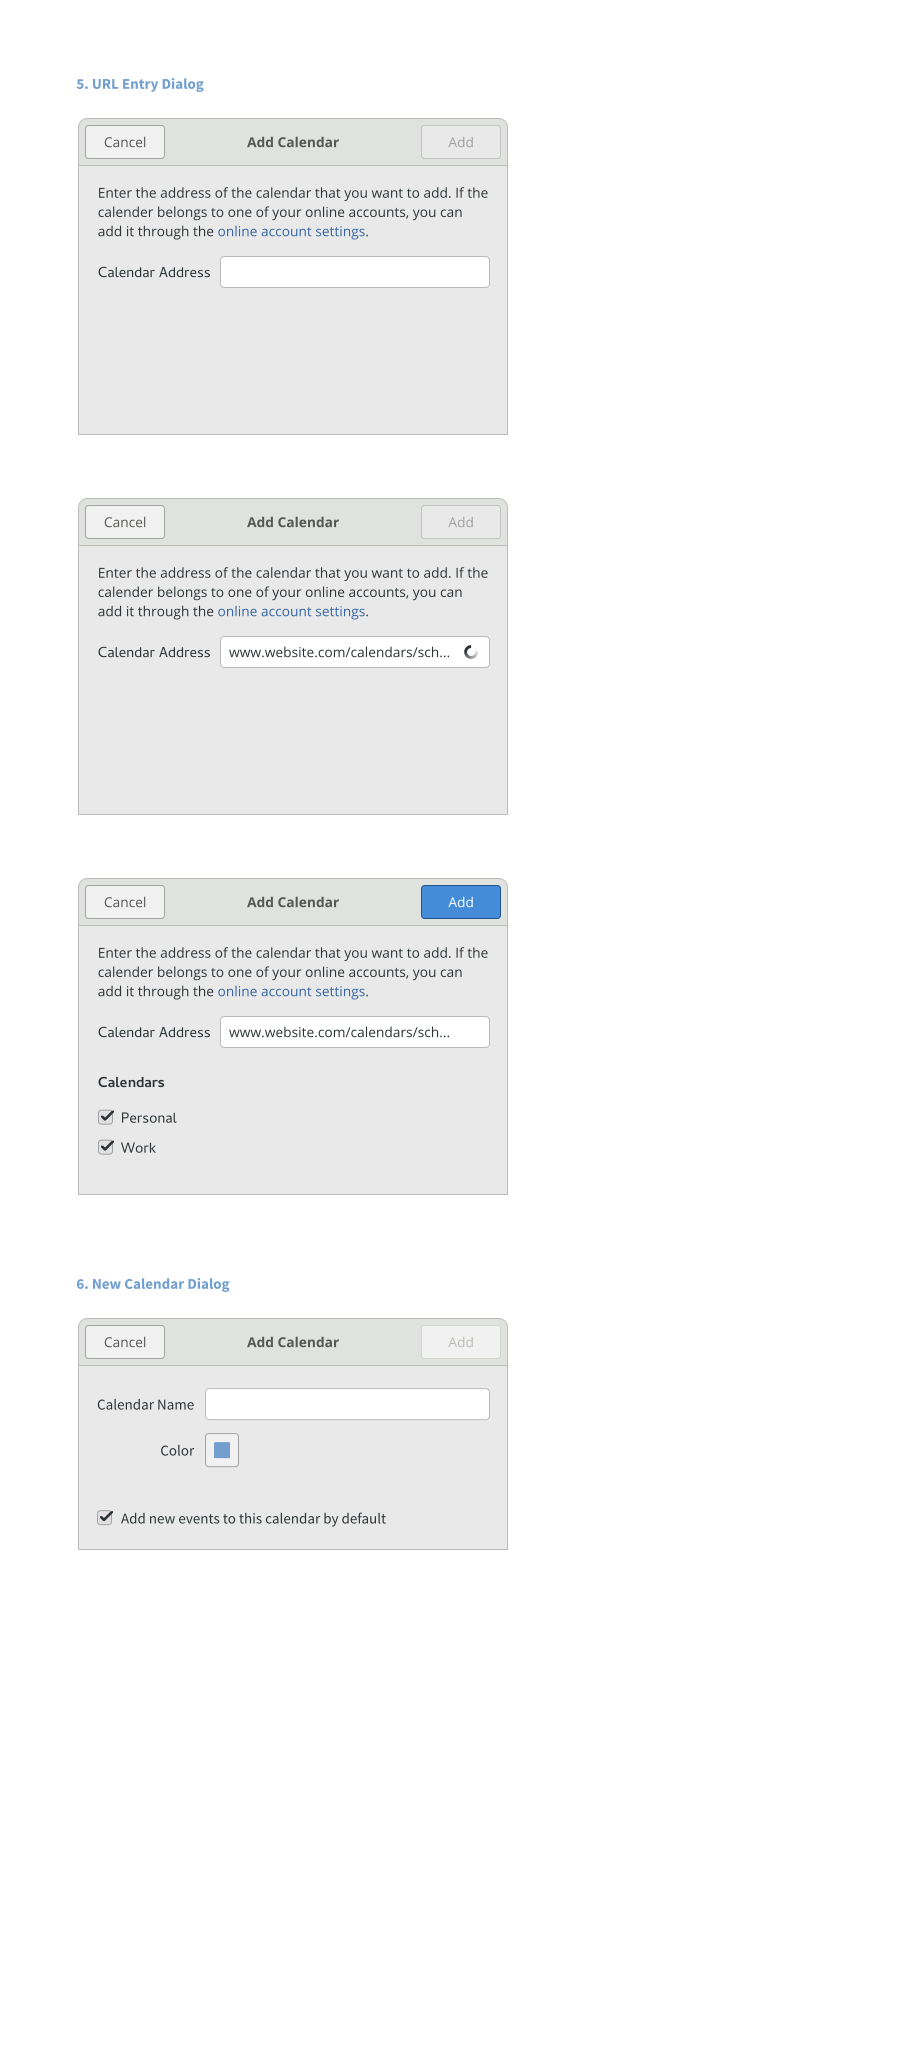 5. URL Entry Dialog
Cancel Add Calendar Add
Enter the address of the calendar that you want to add. If the
calender belongs to one of your online accounts, you can
add it through the online account settings.
Calendar Address
Cancel Add Calendar Add
Enter the address of the calendar that you want to add. If the
calender belongs to one of your online accounts, you can
add it through the online account settings.
Calendar Address www.website.com/calendars/sch...
Cancel Add Calendar Add
Enter the address of the calendar that you want to add. If the
calender belongs to one of your online accounts, you can
add it through the online account settings.
Calendar Address www.website.com/calendars/sch...
Calendars
Personal
Work
6. New Calendar Dialog
Cancel Add Calendar Add
Calendar Name
Color
Add new events to this calendar by default